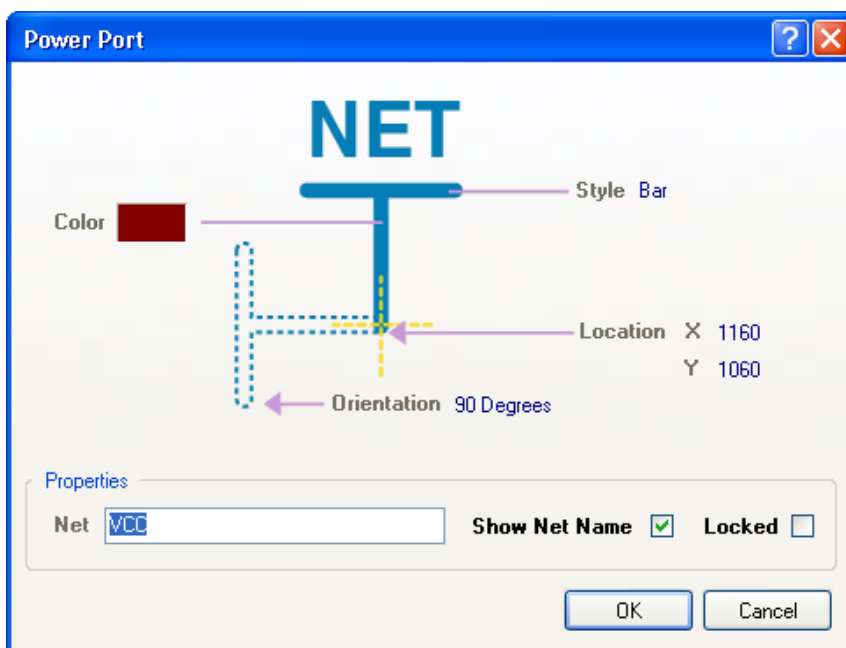 Power Port
NET
Style Bar
Color
Location X 1160
Y 1060
Orientation 90 Degrees
Properties
Net VCC Show Net Name Locked
OK Cancel